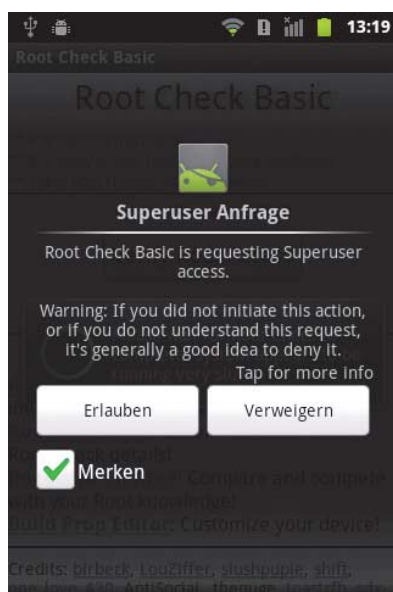 13:19
Root Check Basic
Root Check Basic
Superuser Anfrage
Root Check Basic is requesting Superuser
access.
Warning: If you did not initiate this action,
or if you do not understand this request,
it's generally a good idea to deny it.
Tap for more info
Erlauben
Verweigern
Merken
Compare and compete
with your Root knowledge!
Build Prop Editor: Customize your device!
Credits: birbeck, LouZiffer, slushpupie, shift,